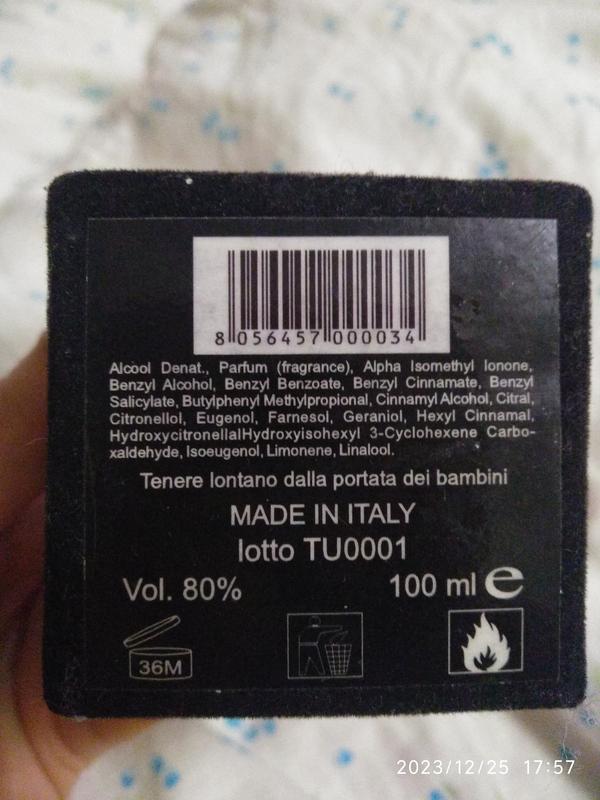 8 056457 000034
Alcool Denat., Parfum (fragrance), Alpha Isomethyl Ionone,
Benzyl Alcohol, Benzyl Benzoate, Benzyl Cinnamate, Benzyl
Salicylate, Butylphenyl Methylpropional, Cinnamyl Alcohol, Citral,
Citronellol, Eugenol, Farnesol, Geraniol, Hexyl Cinnamal,
HydroxycitronellalHydroxyisohexyl 3-Cyclohexene Carbo-
xaldehyde, Isoeugenol, Limonene, Linalool.
Tenere lontano dalla portata dei bambini
MADE IN ITALY
lotto TU0001
Vol. 80% 100 ml e
36M
2023/12/25 17:57